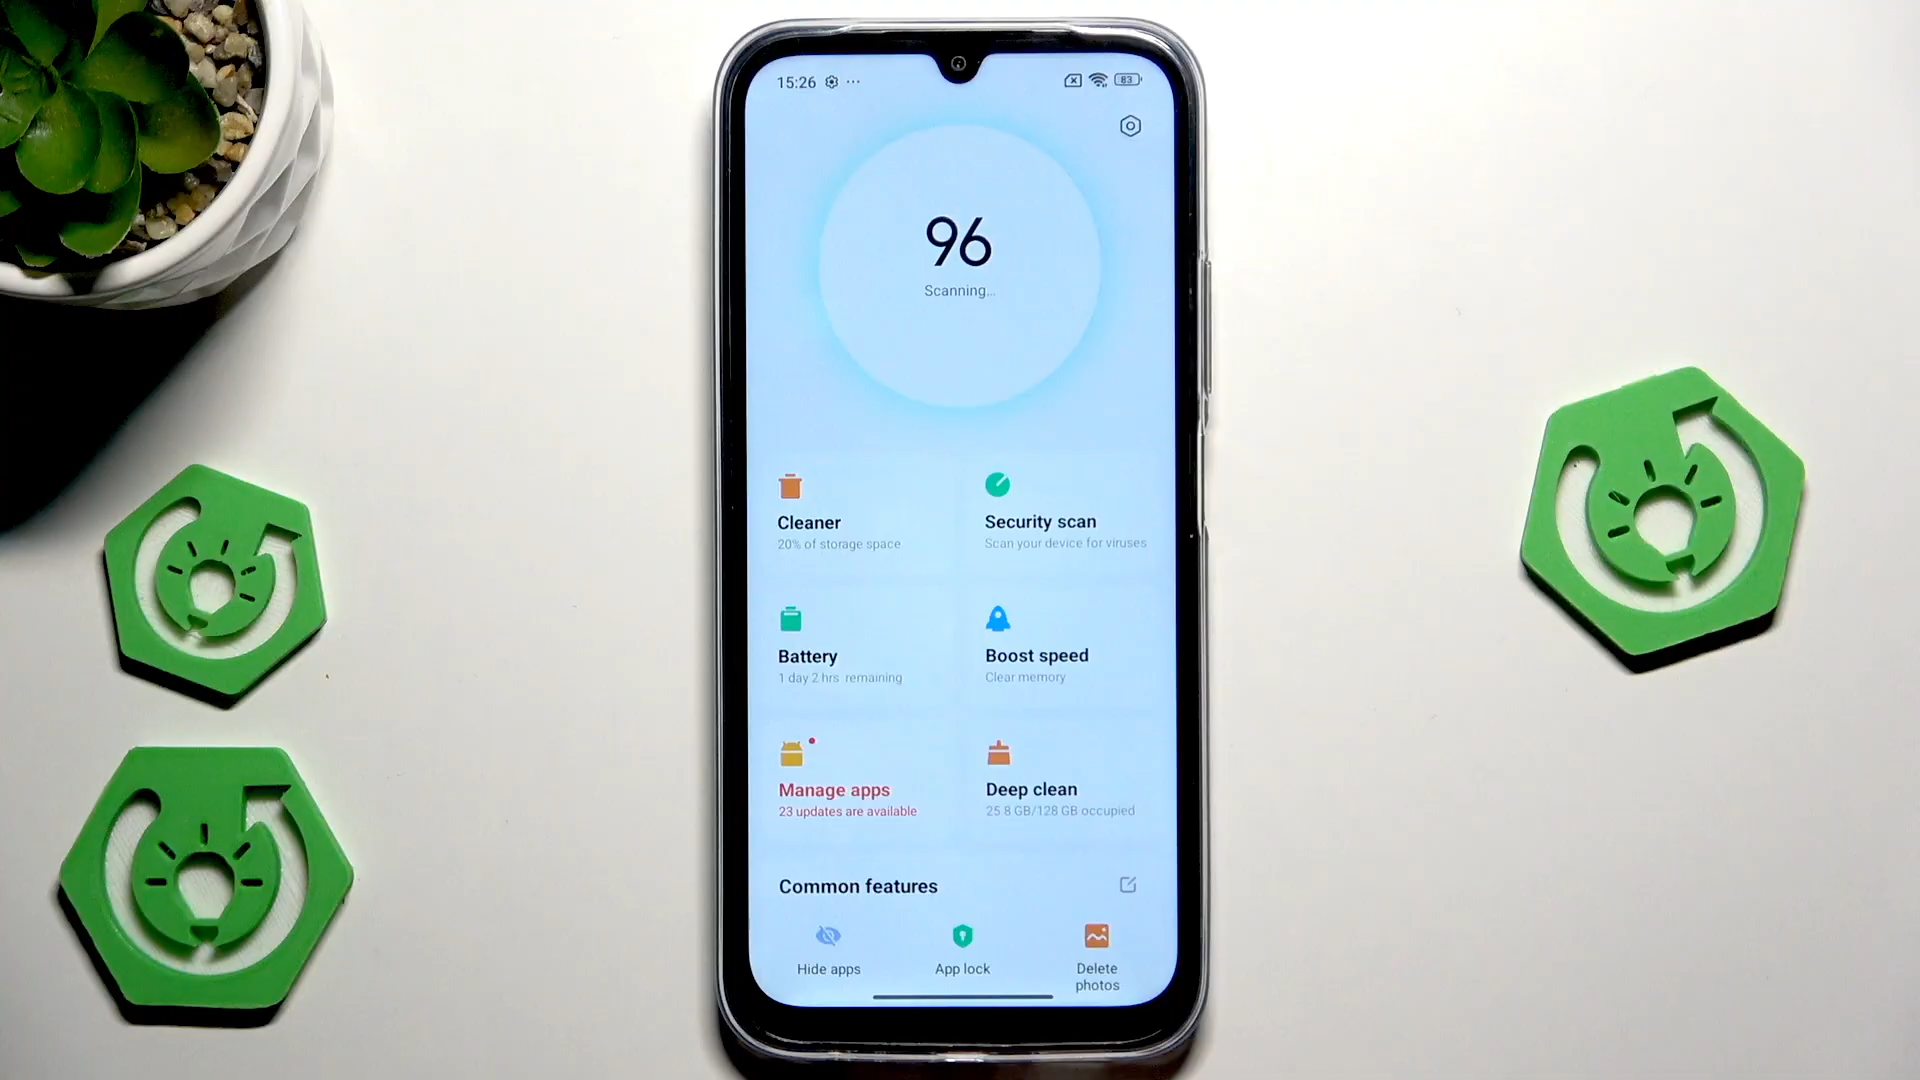 15:26
83
96
Scanning...
Cleaner
20% of storage space
Security scan
Scan your device for viruses
Battery
1 day 2 hrs remaining
Boost speed
Clear memory
Manage apps
23 updates are available
Deep clean
25.8 GB/128 GB occupied
Common features
Hide apps
App lock
Delete
photos